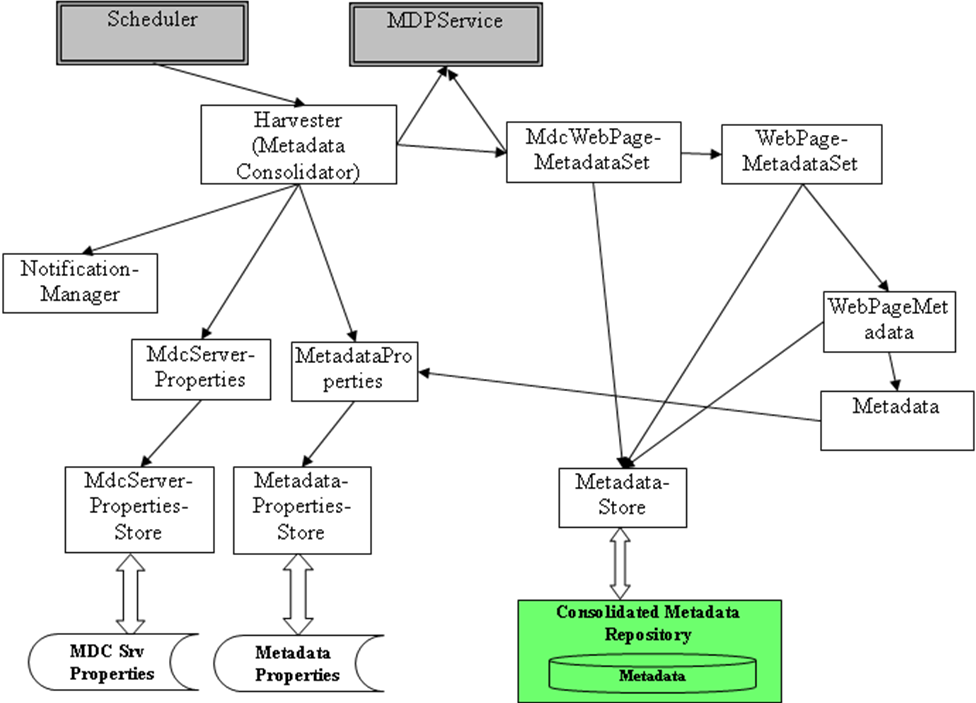 Scheduler
MDPService
Harvester
(Metadata
Consolidator)
MdcWebPage-
MetadataSet
WebPage-
MetadataSet
Notification-
Manager
WebPageMet
adata
MdcServer-
Properties
MetadataPro
perties
Metadata
MdcServer-
Properties-
Store
Metadata-
Properties-
Store
Metadata-
Store
MDC Srv
Properties
Metadata
Properties
Consolidated Metadata
Repository
Metadata